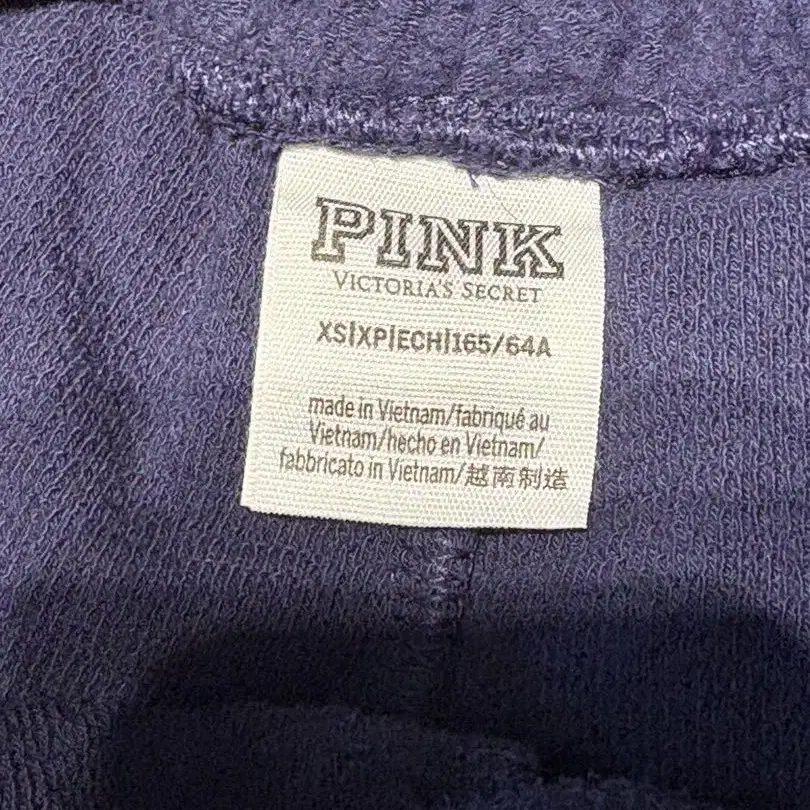 PINK
VICTORIA'S SECRET
XS|XP|ECH|165/64A
made in Vietnam/fabriqué au
Vietnam/hecho en Vietnam/
fabbricato in Vietnam/越南制造